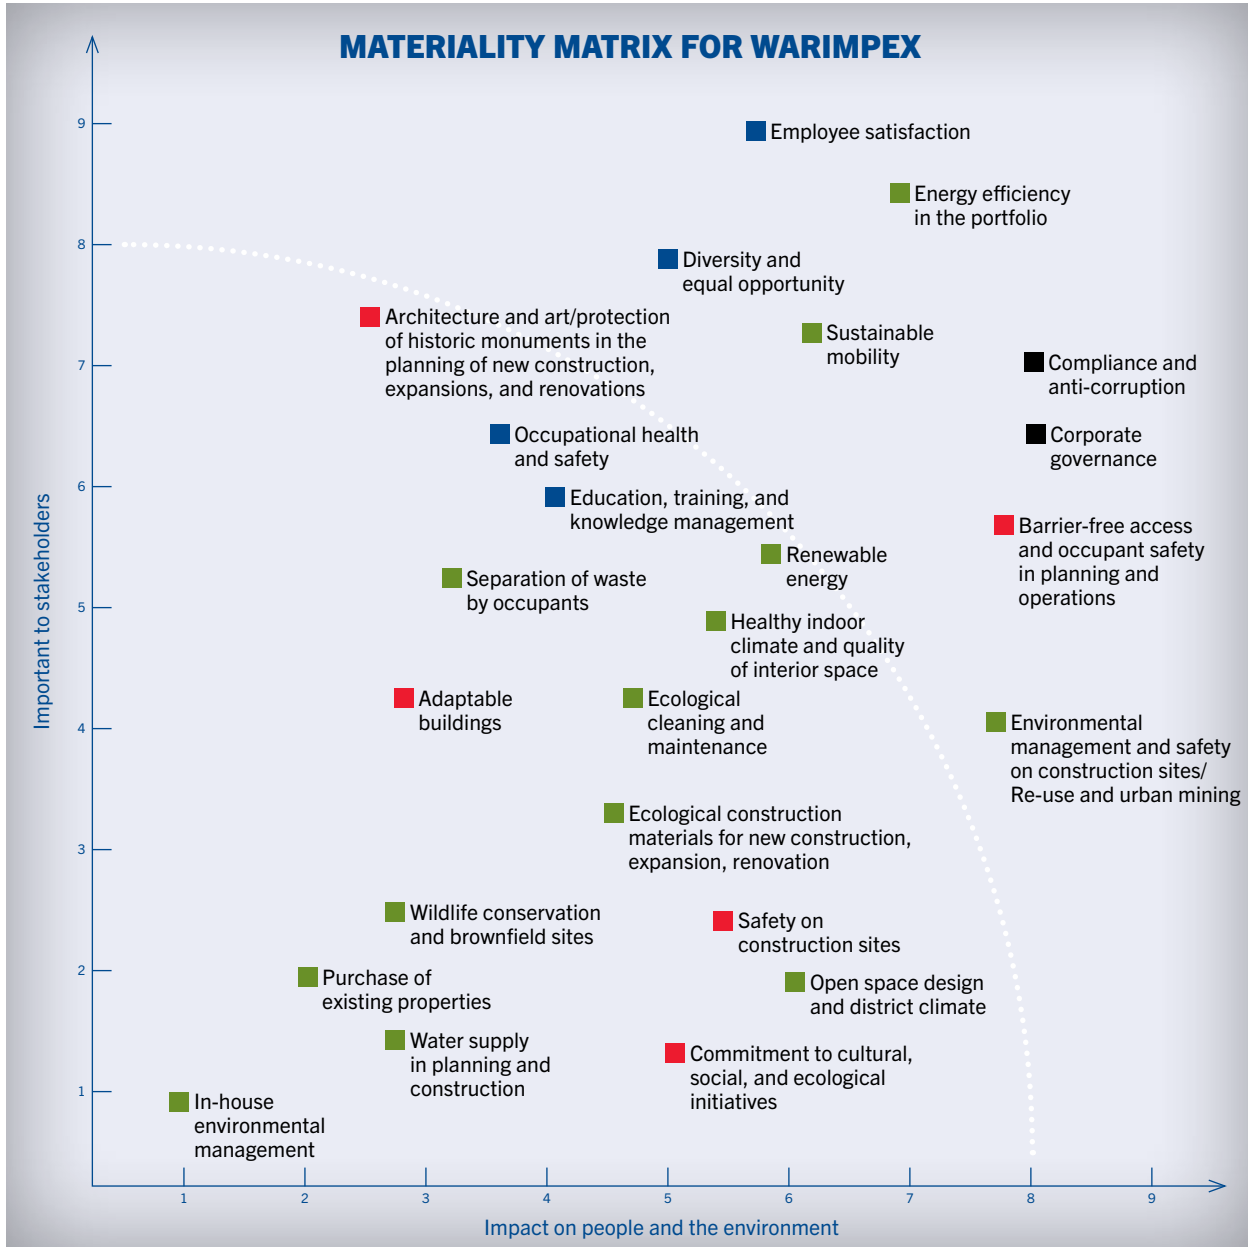 MATERIALITY MATRIX FOR WARIMPEX
9
Employee satisfaction
Energy efficiency
in the portfolio
8
Diversity and
equal opportunity
Architecture and art/protection
of historic monuments in the
planning of new construction,
expansions, and renovations
Sustainable
mobility
7
Compliance and
anti-corruption
Occupational health
and safety
Corporate
governance
6
Education, training, and
knowledge management
Barrier-free access
and occupant safety
in planning and
operations
Renewable
energy
Separation of waste
by occupants
5
Healthy indoor
climate and quality
of interior space
Adaptable
buildings
Ecological
cleaning and
maintenance
4
Environmental
management and safety
on construction sites/
Re-use and urban mining
Ecological construction
materials for new construction,
expansion, renovation
3
Wildlife conservation
and brownfield sites
Safety on
construction sites
2
Purchase of
existing properties
Open space design
and district climate
Water supply
in planning and
construction
Commitment to cultural,
social, and ecological
initiatives
1
In-house
environmental
management
Important to stakeholders
1 2 3 4 5 6 7 8 9
Impact on people and the environment